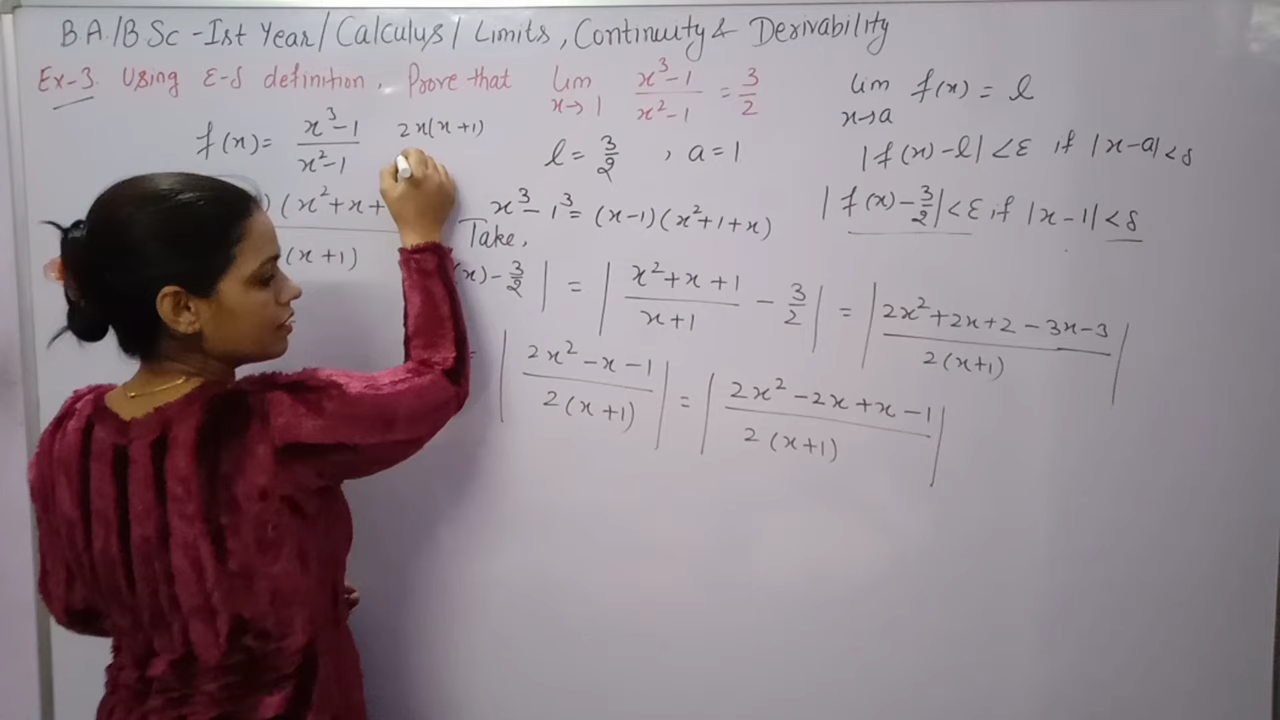 BA./BSc - Ist Year/ Calculus/ Limits, Continuity & Derivability
Ex-3. Using ε-δ definition, Prove that lim x→1 x³-1 / x²-1 = 3/2
lim x→a f(x) = l
f(x) = x³-1 / x²-1
2x(x+1)
l = 3/2 , a = 1
|f(x) - l| < ε if |x-a| < δ
) (x²+x+
(x+1)
x³-1³ = (x-1)(x²+1+x)
|f(x) - 3/2| < ε if |x-1| < δ
Take,
(x) - 3/2| = |x²+x+1 / x+1 - 3/2| = |2x²+2x+2-3x-3 / 2(x+1)|
= |2x²-x-1 / 2(x+1)| = |2x²-2x+x-1 / 2(x+1)|